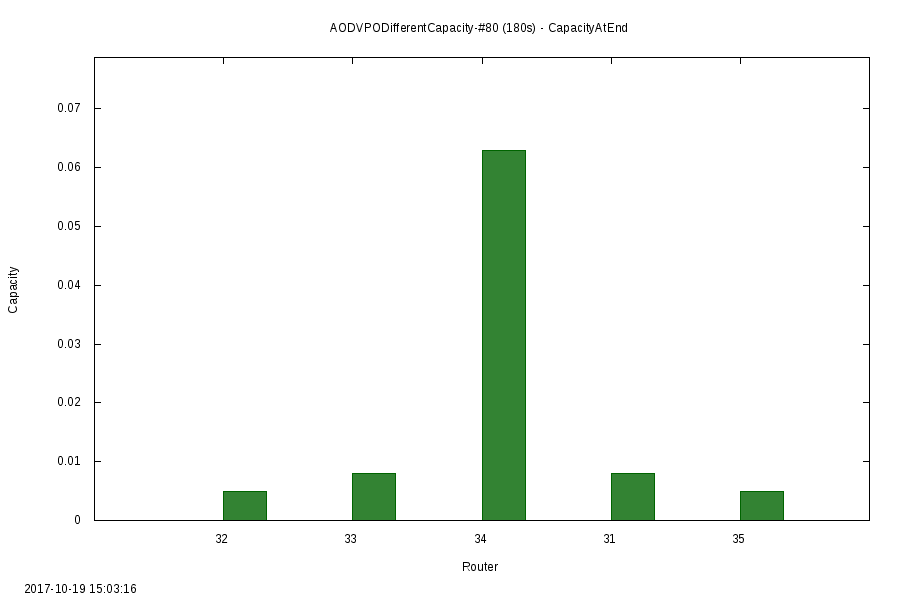 AODVPODifferentCapacity-#80 (180s) - CapacityAtEnd
0.07
0.06
0.05
0.04
0.03
0.02
0.01
0
Capacity
32 33 34 31 35
Router
2017-10-19 15:03:16